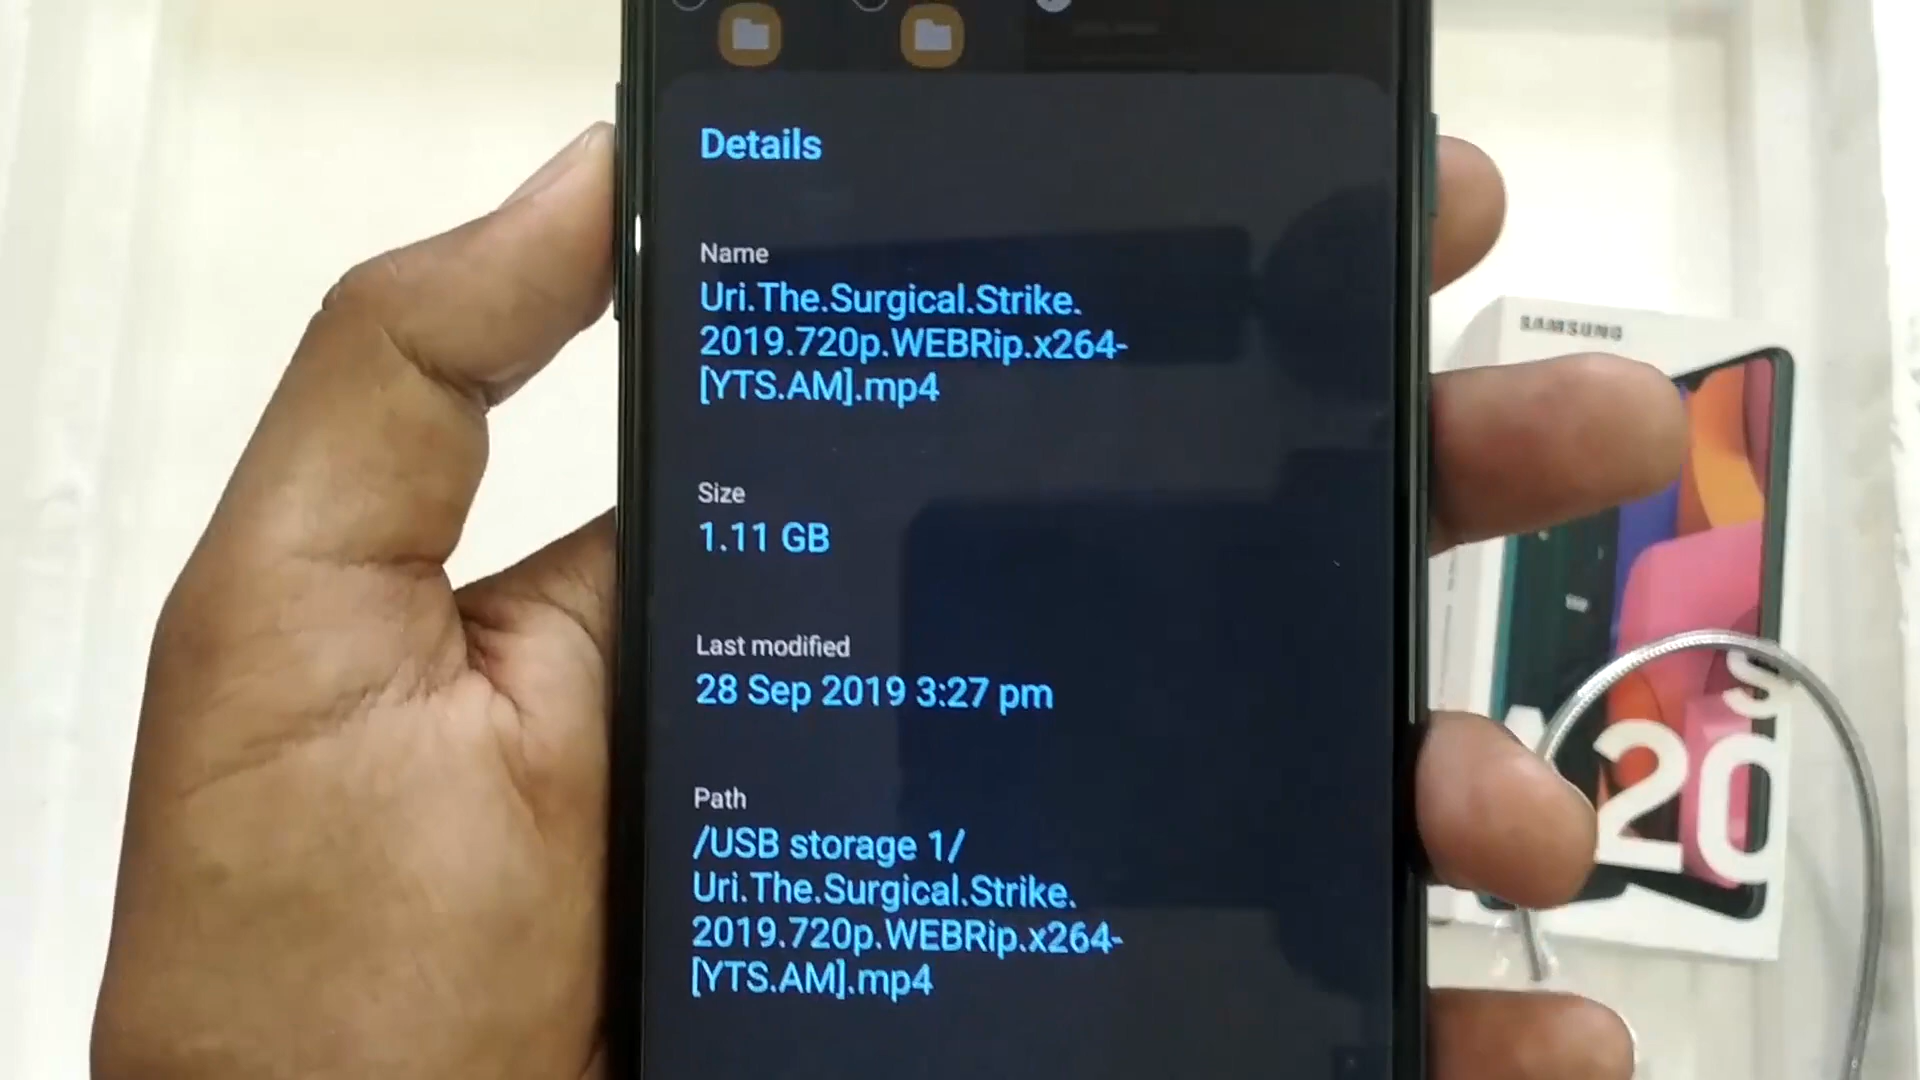 Details
Name
Uri.The.Surgical.Strike.
2019.720p.WEBRip.x264-
[YTS.AM].mp4
Size
1.11 GB
Last modified
28 Sep 2019 3:27 pm
Path
/USB storage 1/
Uri.The.Surgical.Strike.
2019.720p.WEBRip.x264-
[YTS.AM].mp4
SAMSUNG
A20s